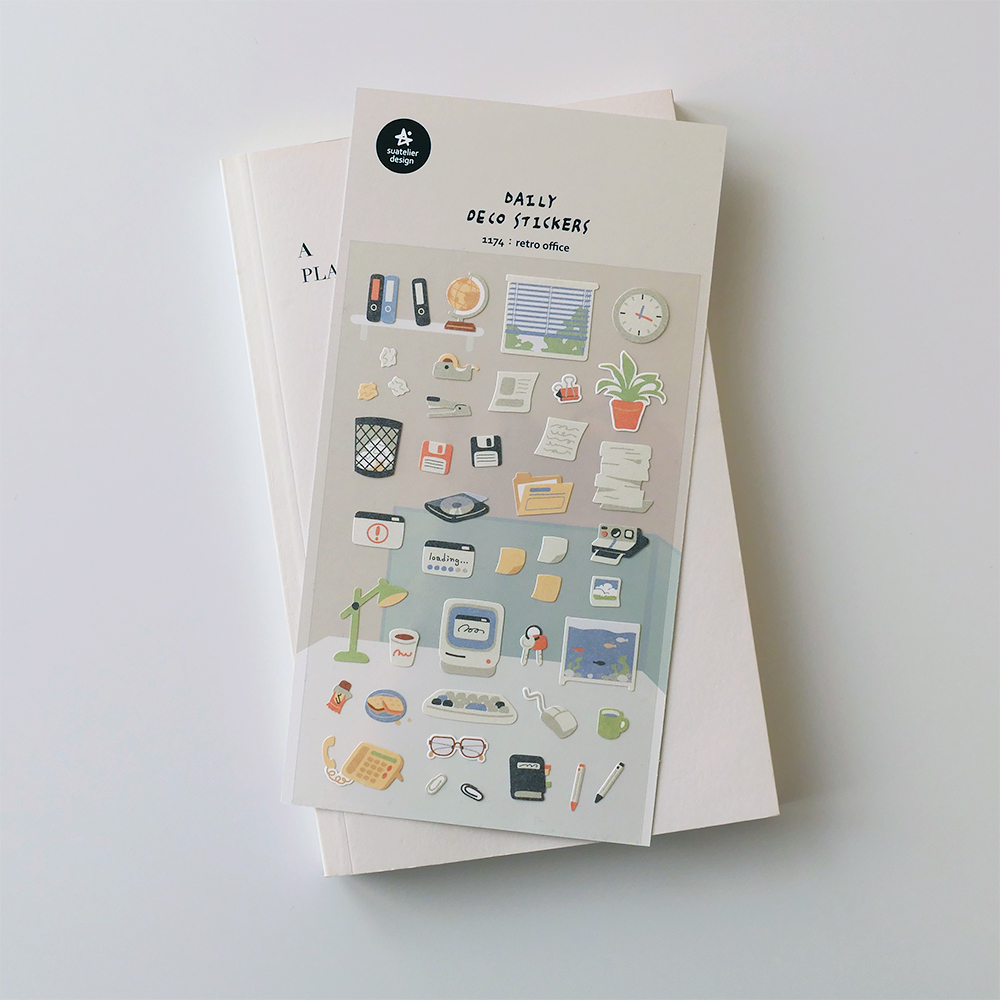 suatelier
design
DAILY
DECO STICKERS
1174 : retro office
A
PLA
loading...